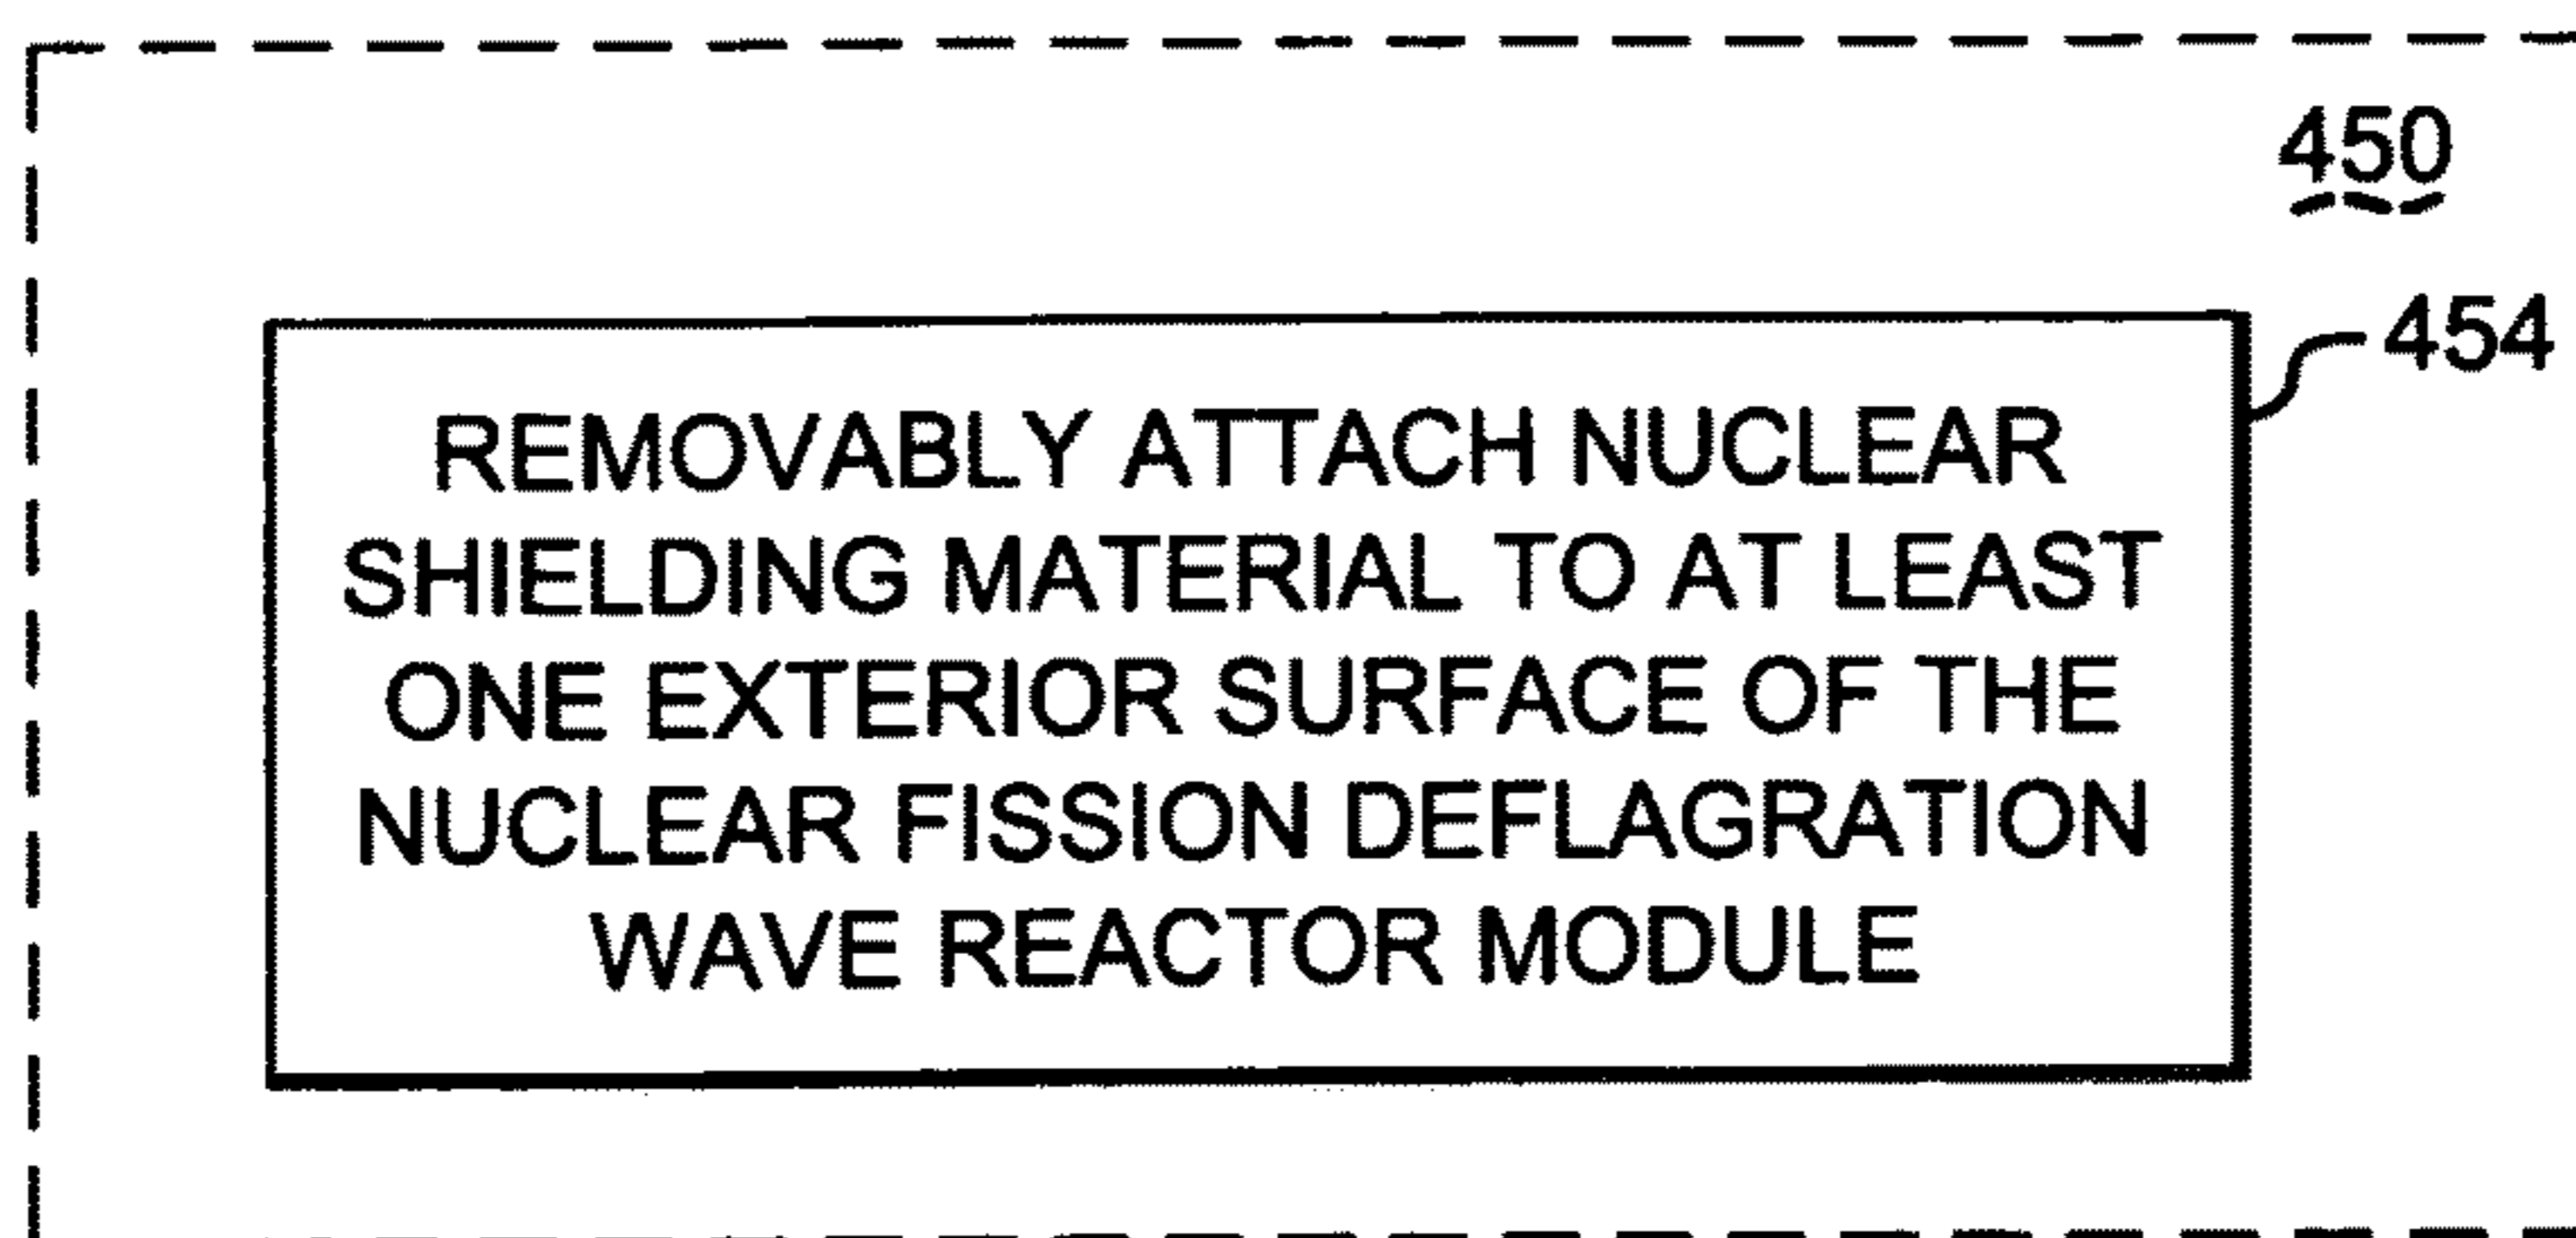 450
454
REMOVABLY ATTACH NUCLEAR
SHIELDING MATERIAL TO AT LEAST
ONE EXTERIOR SURFACE OF THE
NUCLEAR FISSION DEFLAGRATION
WAVE REACTOR MODULE